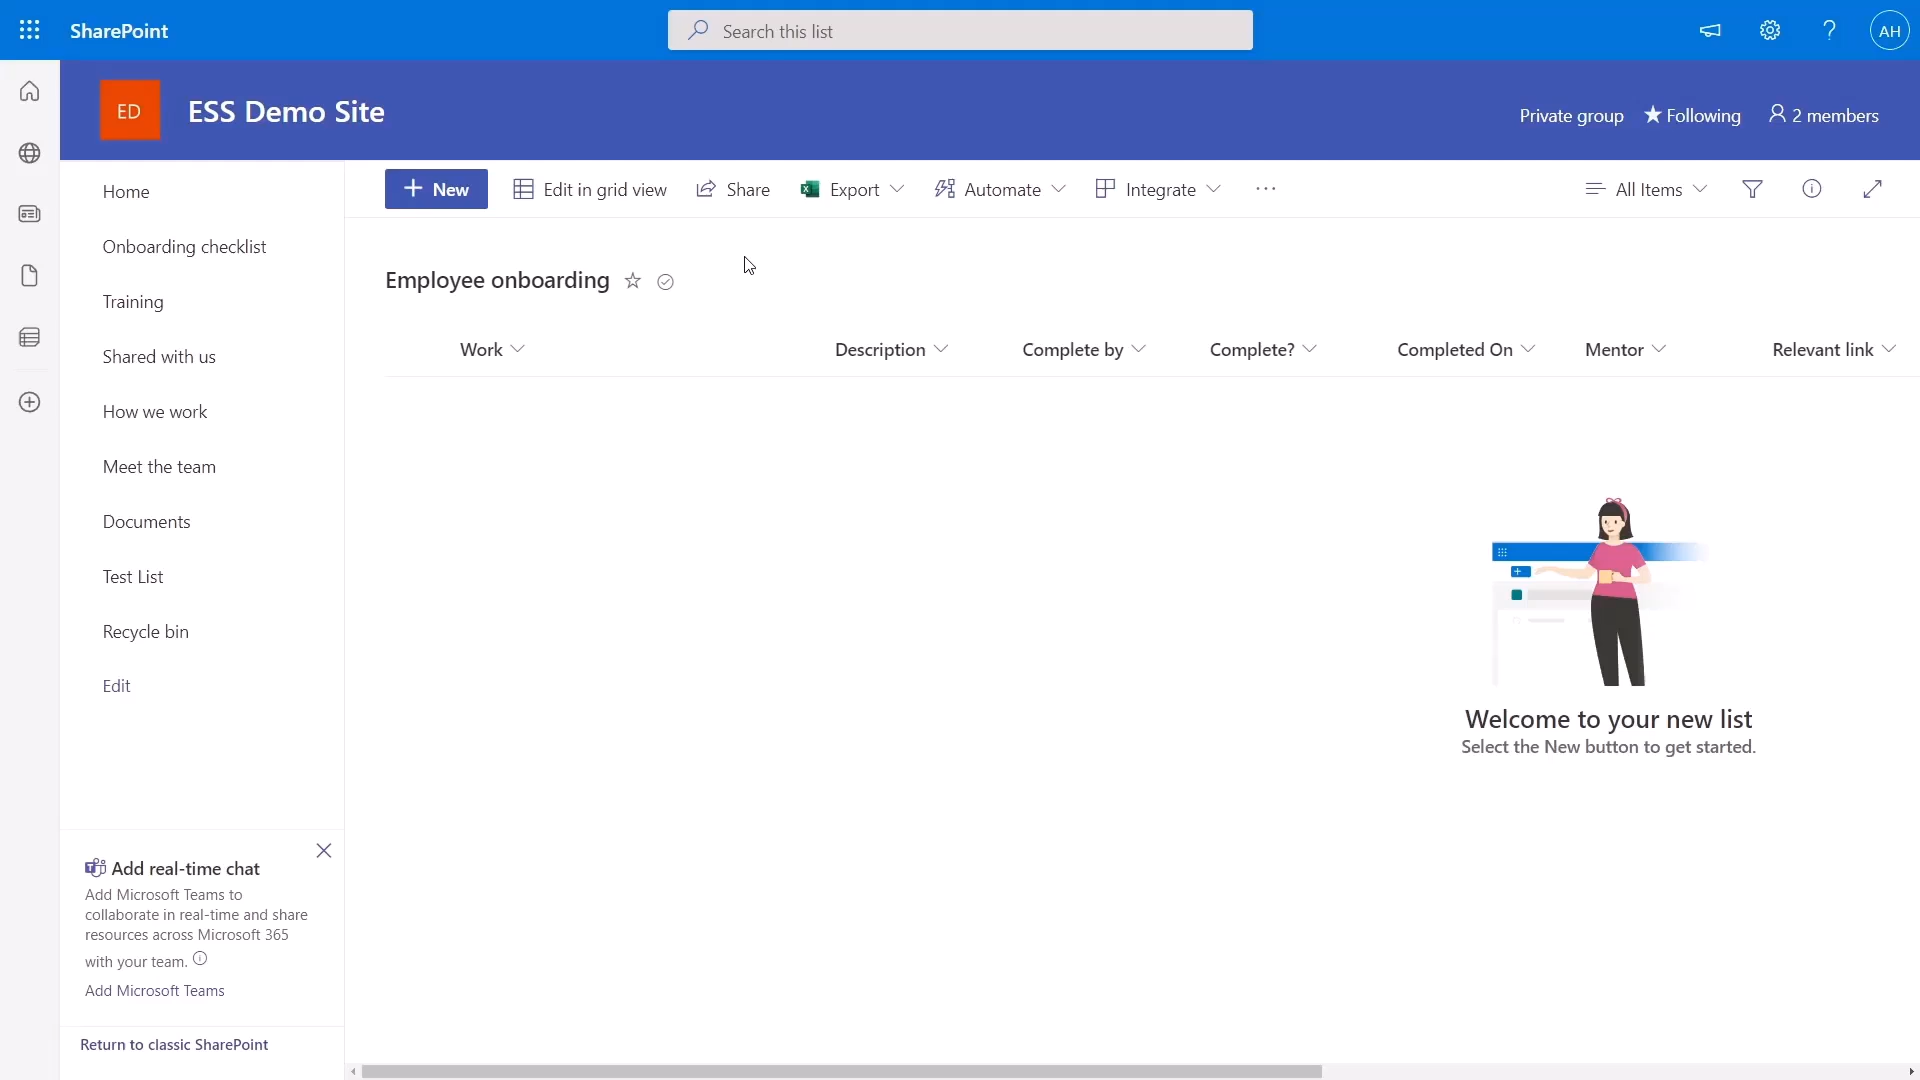 SharePoint
Search this list
AH
ED
ESS Demo Site
Private group
Following
2 members
Home
Onboarding checklist
Training
Shared with us
How we work
Meet the team
Documents
Test List
Recycle bin
Edit
New
Edit in grid view
Share
Export
Automate
Integrate
All Items
Employee onboarding
Work
Description
Complete by
Complete?
Completed On
Mentor
Relevant link
Welcome to your new list
Select the New button to get started.
Add real-time chat
Add Microsoft Teams to
collaborate in real-time and share
resources across Microsoft 365
with your team.
Add Microsoft Teams
Return to classic SharePoint